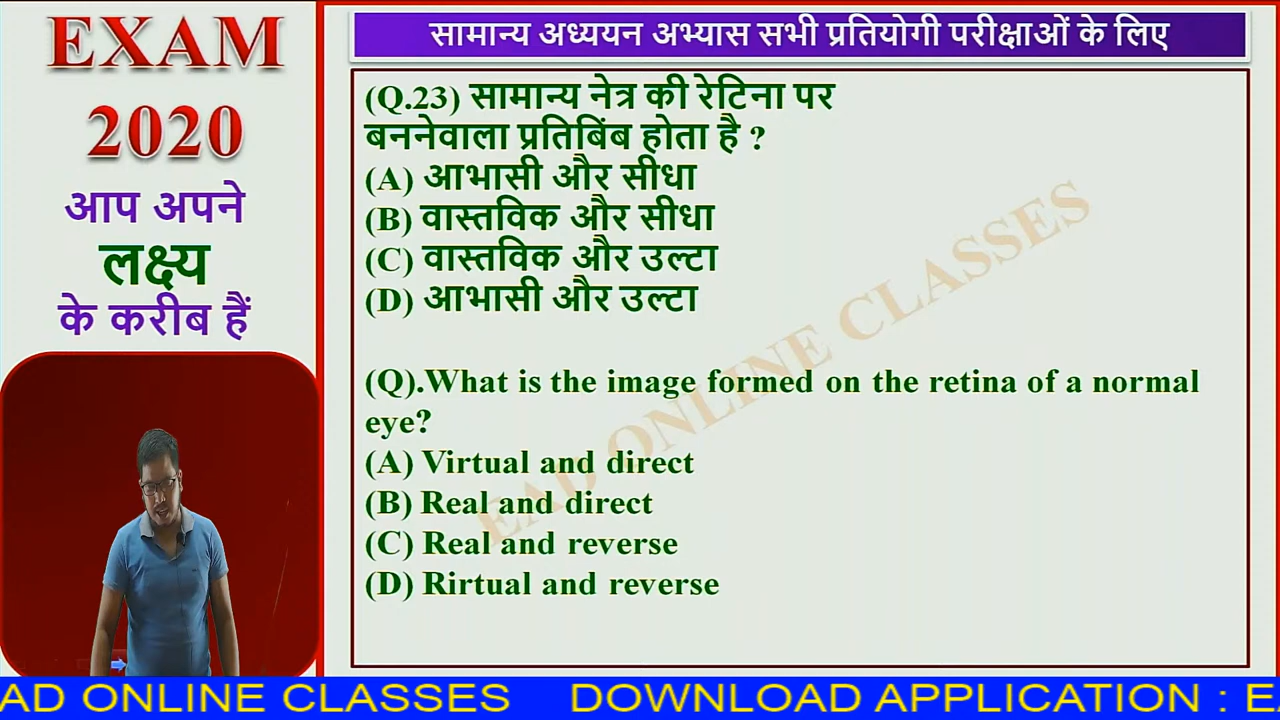 EXAM
2020
आप अपने
लक्ष्य
के करीब हैं
सामान्य अध्ययन अभ्यास सभी प्रतियोगी परीक्षाओं के लिए
(Q.23) सामान्य नेत्र की रेटिना पर
बननेवाला प्रतिबिंब होता है ?
(A) आभासी और सीधा
(B) वास्तविक और सीधा
(C) वास्तविक और उल्टा
(D) आभासी और उल्टा
(Q).What is the image formed on the retina of a normal
eye?
(A) Virtual and direct
(B) Real and direct
(C) Real and reverse
(D) Rirtual and reverse
EAD ONLINE CLASSES
AD ONLINE CLASSES DOWNLOAD APPLICATION : EA